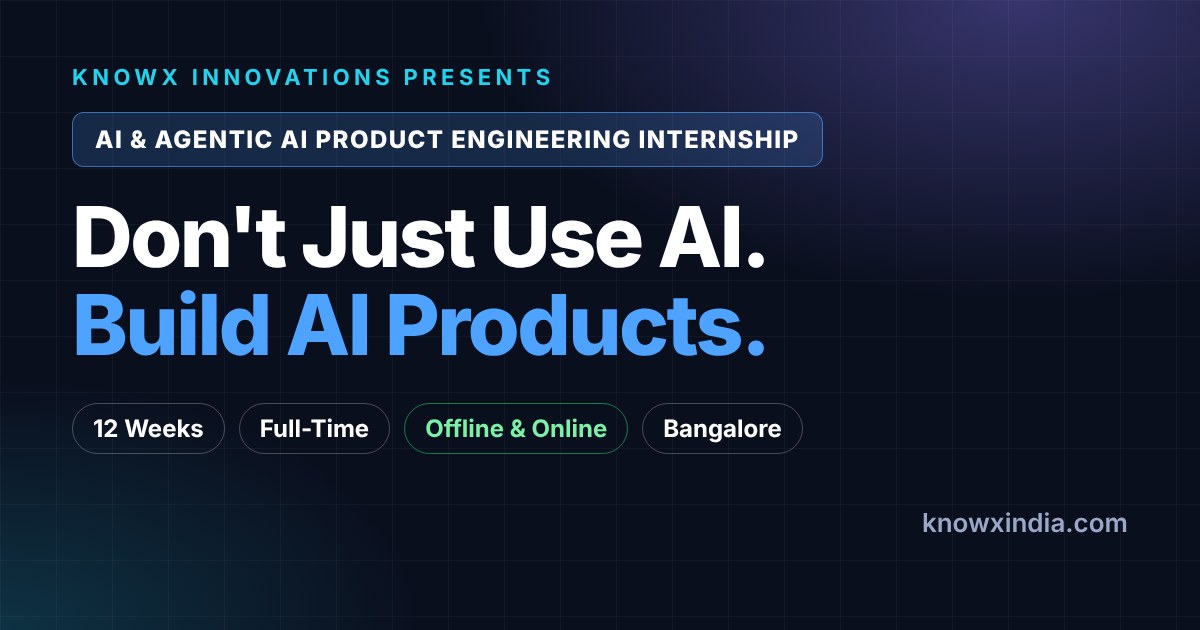 KNOWX INNOVATIONS PRESENTS
AI & AGENTIC AI PRODUCT ENGINEERING INTERNSHIP
Don't Just Use AI.
Build AI Products.
12 Weeks
Full-Time
Offline & Online
Bangalore
knowxindia.com